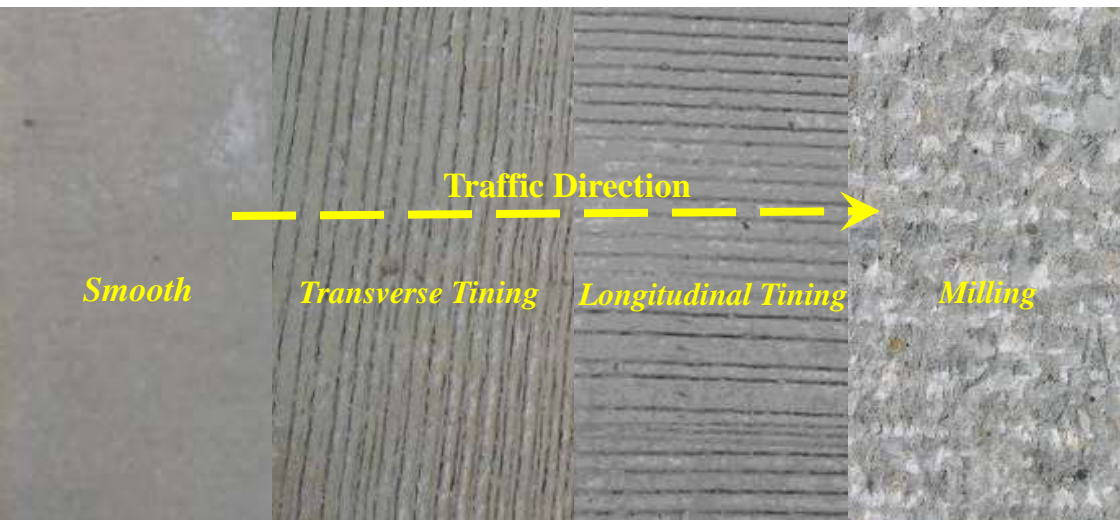 Traffic Direction
Smooth
Transverse Tining
Longitudinal Tining
Milling